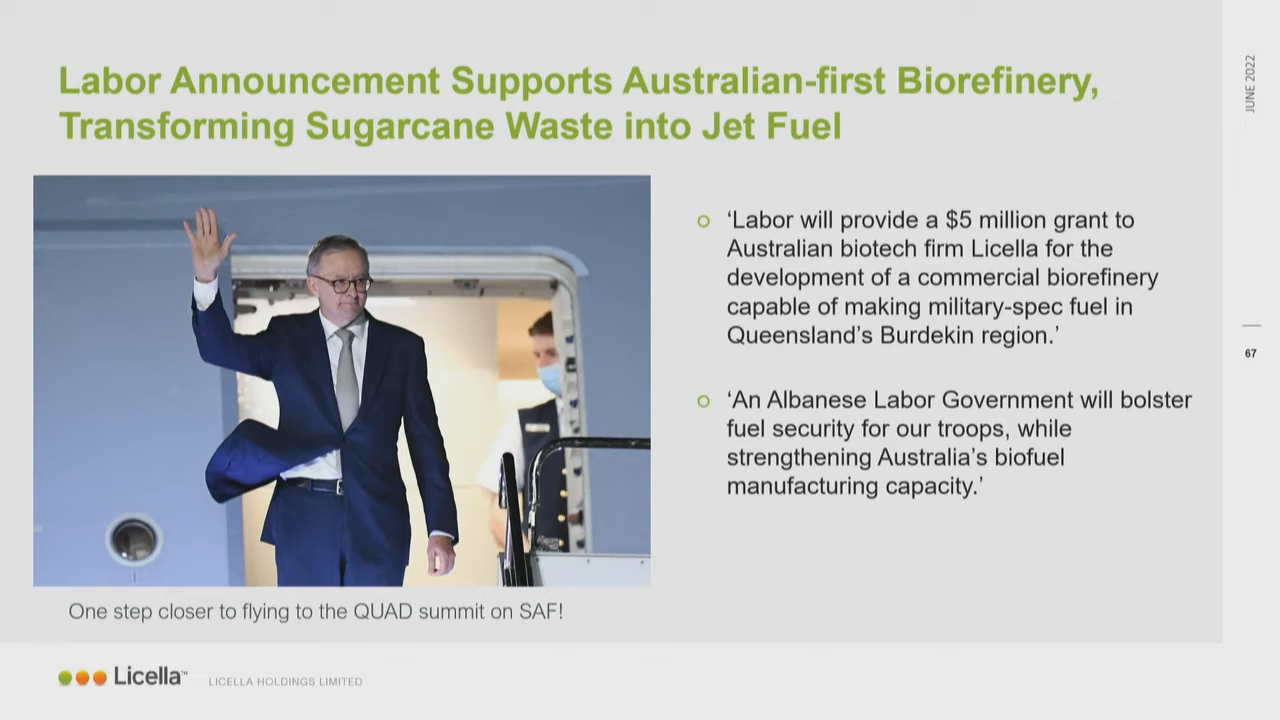 Labor Announcement Supports Australian-first Biorefinery,
Transforming Sugarcane Waste into Jet Fuel
‘Labor will provide a $5 million grant to
Australian biotech firm Licella for the
development of a commercial biorefinery
capable of making military-spec fuel in
Queensland’s Burdekin region.’
‘An Albanese Labor Government will bolster
fuel security for our troops, while
strengthening Australia’s biofuel
manufacturing capacity.’
One step closer to flying to the QUAD summit on SAF!
Licella™
LICELLA HOLDINGS LIMITED
JUNE 2022
67